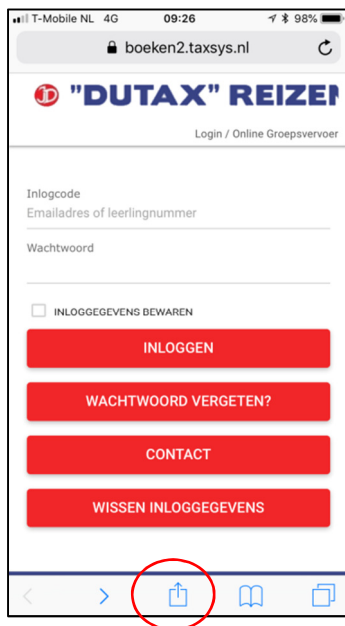 T-Mobile NL 4G 09:26 98%
boeken2.taxsys.nl
JD "DUTAX" REIZEN
Login / Online Groepsvervoer
Inlogcode
Emailadres of leerlingnummer
Wachtwoord
INLOGGEGEVENS BEWAREN
INLOGGEN
WACHTWOORD VERGETEN?
CONTACT
WISSEN INLOGGEGEVENS